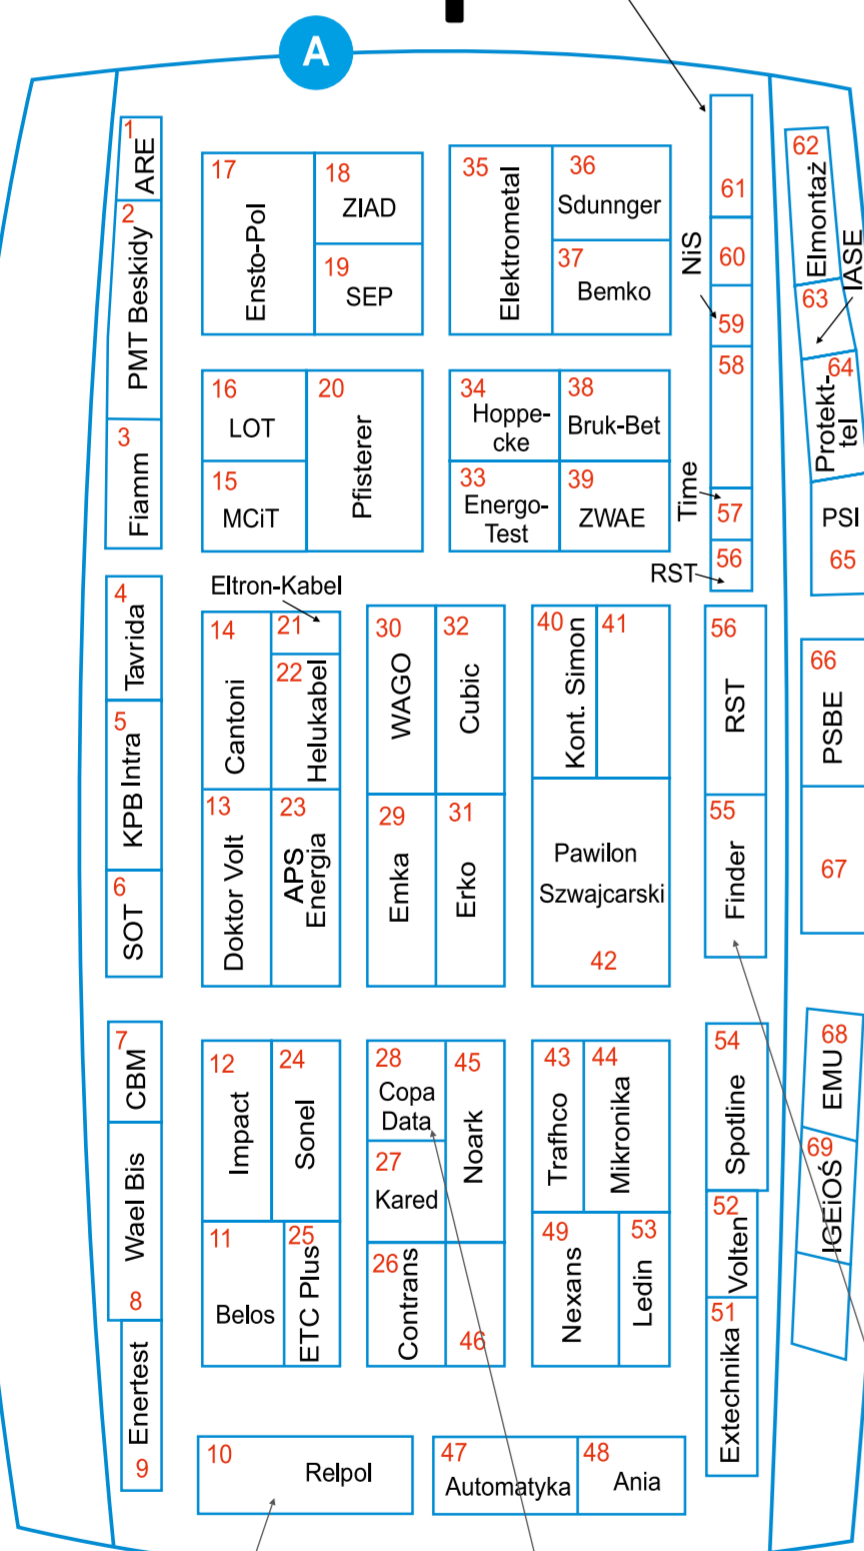 A
1
ARE
2
PMT Beskidy
3
Fiamm
4
Tavrida
5
KPB Intra
6
SOT
7
CBM
Wael Bis
8
Enertest
9
17
Ensto-Pol
18
ZIAD
19
SEP
16
LOT
15
MCiT
20
Pfisterer
Eltron-Kabel
14
Cantoni
21
22
Helukabel
13
Doktor Volt
23
APS
Energia
12
Impact
24
Sonel
11
Belos
25
ETC Plus
10
Relpol
35
Elektrometal
36
Sdunnger
37
Bemko
34
Hoppe-
cke
38
Bruk-Bet
33
Energo-
Test
39
ZWAE
30
WAGO
32
Cubic
29
Emka
31
Erko
28
Copa
Data
45
Noark
27
Kared
26
Contrans
46
47
Automatyka
48
Ania
40
Kont. Simon
41
Pawilon
Szwajcarski
42
43
Trafhco
44
Mikronika
49
Nexans
53
Ledin
61
60
NiS
59
58
Time
57
56
RST
56
RST
55
Finder
54
Spotline
52
Volten
51
Extechnika
62
Elmontaż
IASE
63
64
Protekt-
tel
PSI
65
66
PSBE
67
68
EMU
69
IGEiOŚ